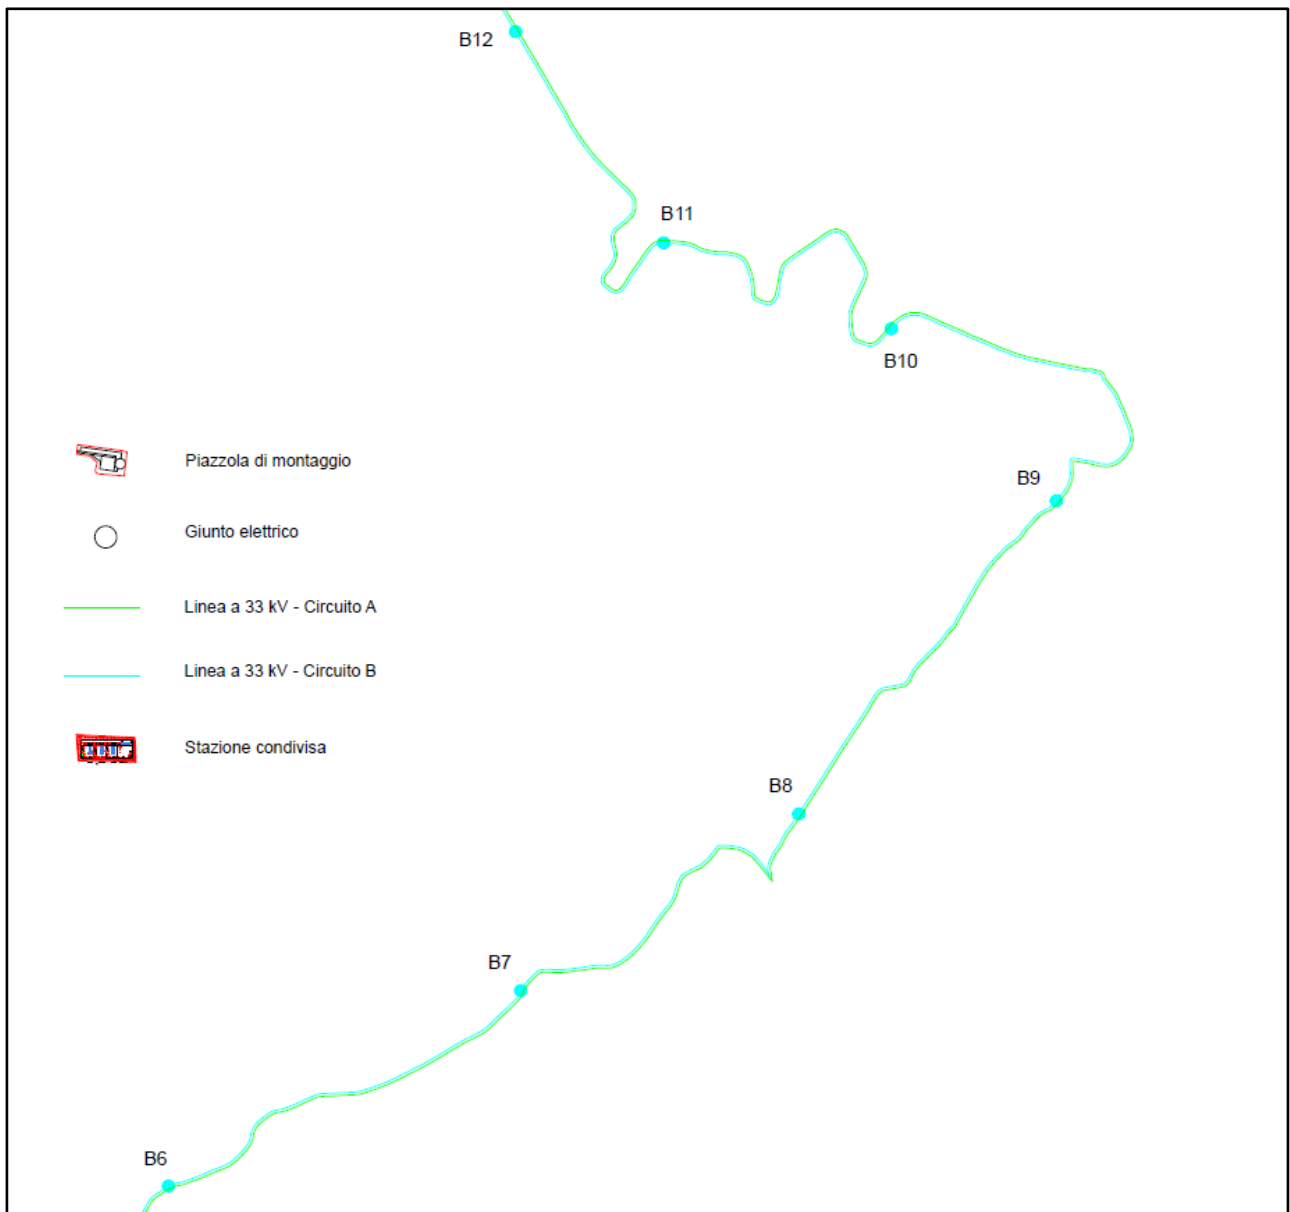 B12
B11
B10
Piazzola di montaggio
B9
Giunto elettrico
Linea a 33 kV - Circuito A
Linea a 33 kV - Circuito B
Stazione condivisa
B8
B7
B6